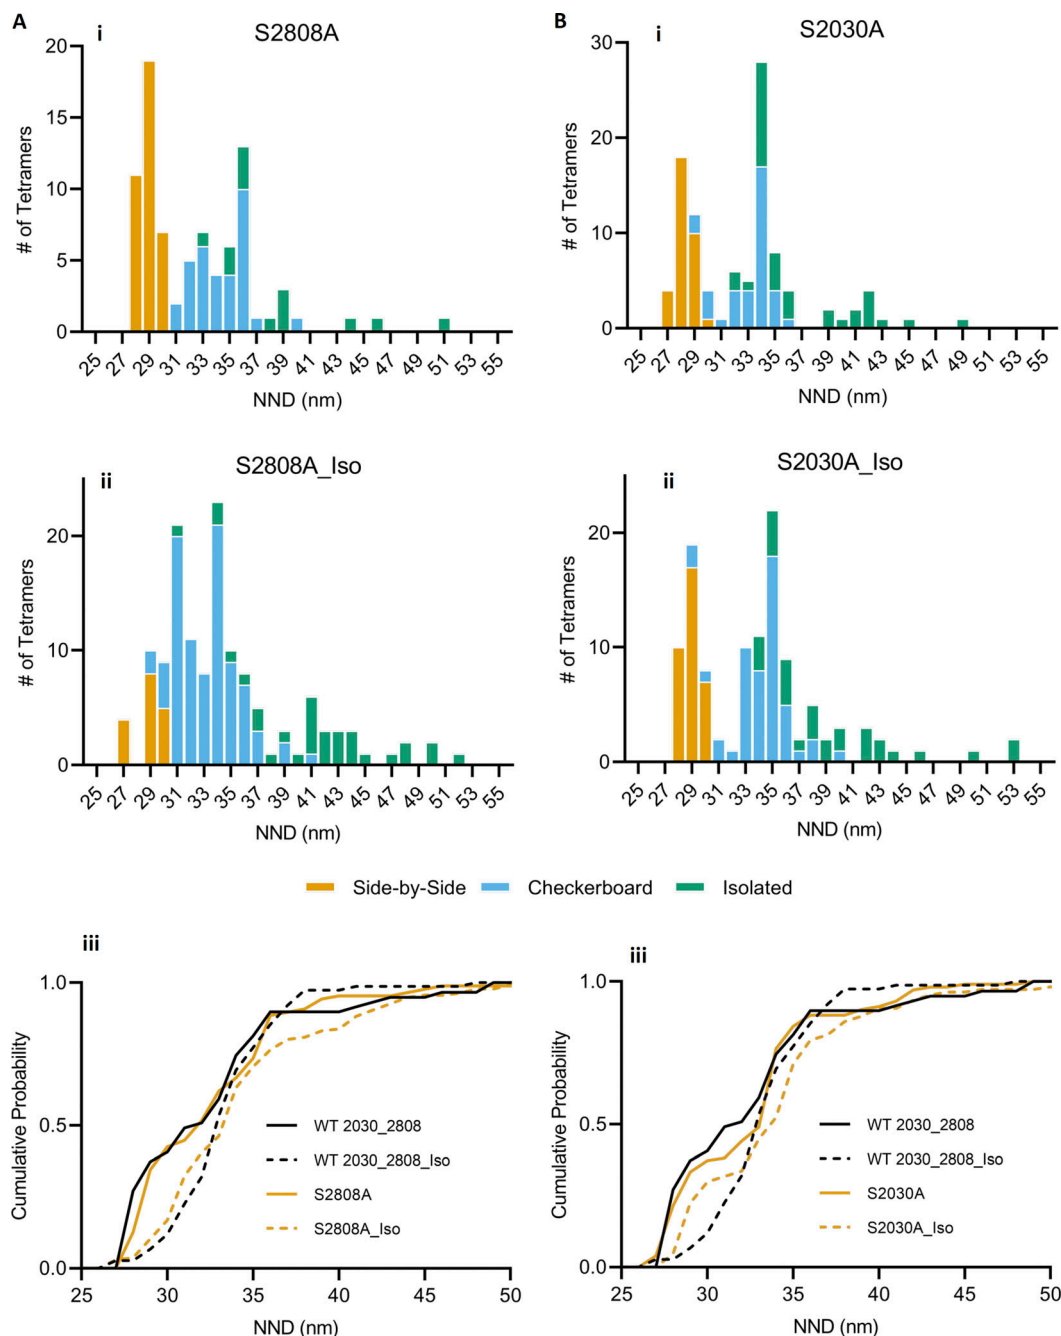 A
i
S2808A
# of Tetramers
20
15
10
5
0
25 27 29 31 33 35 37 39 41 43 45 47 49 51 53 55
NND (nm)
B
i
S2030A
# of Tetramers
30
20
10
0
25 27 29 31 33 35 37 39 41 43 45 47 49 51 53 55
NND (nm)
ii
S2808A_Iso
# of Tetramers
20
10
0
25 27 29 31 33 35 37 39 41 43 45 47 49 51 53 55
NND (nm)
ii
S2030A_Iso
# of Tetramers
20
10
0
25 27 29 31 33 35 37 39 41 43 45 47 49 51 53 55
NND (nm)
Side-by-Side Checkerboard Isolated
iii
Cumulative Probability
1.0
0.5
0.0
WT 2030_2808
WT 2030_2808_Iso
S2808A
S2808A_Iso
25 30 35 40 45 50
NND (nm)
iii
Cumulative Probability
1.0
0.5
0.0
WT 2030_2808
WT 2030_2808_Iso
S2030A
S2030A_Iso
25 30 35 40 45 50
NND (nm)